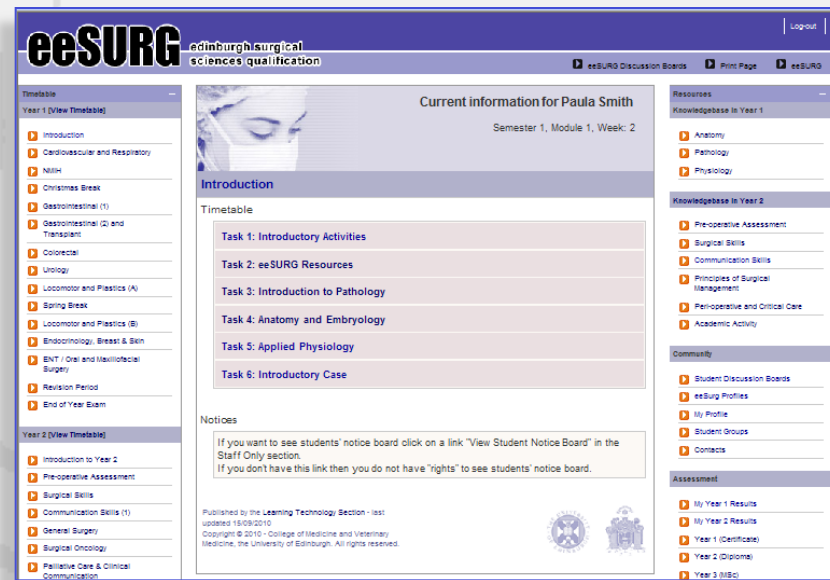 Log-out
eeSURG
edinburgh surgical
sciences qualification
eeSURG Discussion Boards
Print Page
eeSURG
Timetable
Year 1 [View Timetable]
Introduction
Cardiovascular and Respiratory
NMIH
Christmas Break
Gastrointestinal (1)
Gastrointestinal (2) and
Transplant
Colorectal
Urology
Locomotor and Plastics (A)
Spring Break
Locomotor and Plastics (B)
Endocrinology, Breast & Skin
ENT / Oral and Maxillofacial
Surgery
Revision Period
End of Year Exam
Year 2 [View Timetable]
Introduction to Year 2
Pre-operative Assessment
Surgical Skills
Communication Skills (1)
General Surgery
Surgical Oncology
Palliative Care & Clinical
Communication
Current information for Paula Smith
Semester 1, Module 1, Week: 2
Introduction
Timetable
Task 1: Introductory Activities
Task 2: eeSURG Resources
Task 3: Introduction to Pathology
Task 4: Anatomy and Embryology
Task 5: Applied Physiology
Task 6: Introductory Case
Notices
If you want to see students' notice board click on a link "View Student Notice Board" in the
Staff Only section.
If you don't have this link then you do not have "rights" to see students' notice board.
Published by the Learning Technology Section - last
updated 15/09/2010
Copyright © 2010 - College of Medicine and Veterinary
Medicine, the University of Edinburgh. All rights reserved.
Resources
Knowledgebase in Year 1
Anatomy
Pathology
Physiology
Knowledgebase in Year 2
Pre-operative Assessment
Surgical Skills
Communication Skills
Principles of Surgical
Management
Peri-operative and Critical Care
Academic Activity
Community
Student Discussion Boards
eeSurg Profiles
My Profile
Student Groups
Contacts
Assessment
My Year 1 Results
My Year 2 Results
Year 1 (Certificate)
Year 2 (Diploma)
Year 3 (MSc)